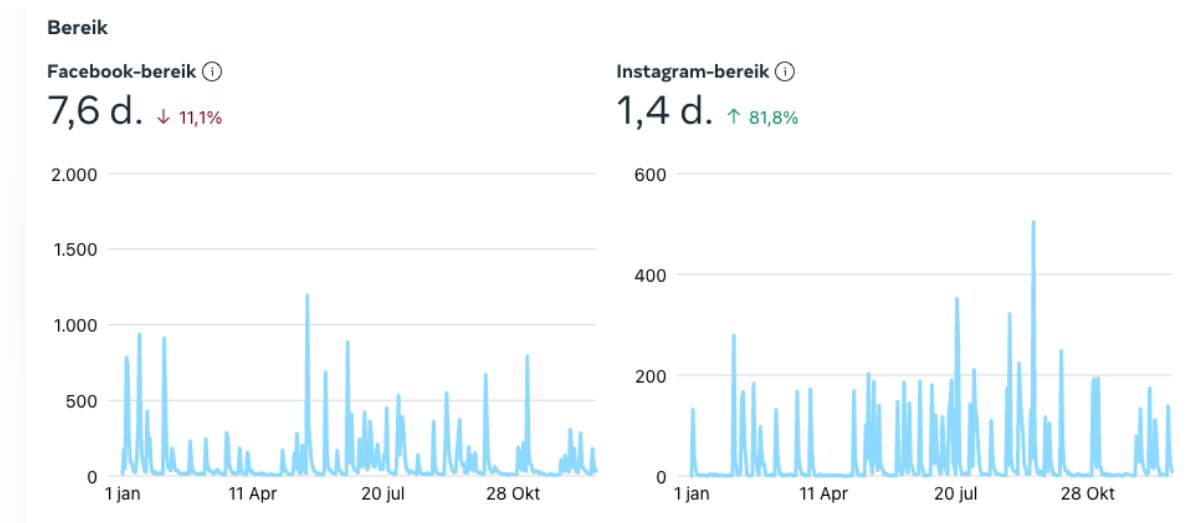 Bereik
Facebook-bereik
7,6 d. ↓ 11,1%
2.000
1.500
1.000
500
0
1 jan 11 Apr 20 jul 28 Okt
Instagram-bereik
1,4 d. ↑ 81,8%
600
400
200
0
1 jan 11 Apr 20 jul 28 Okt